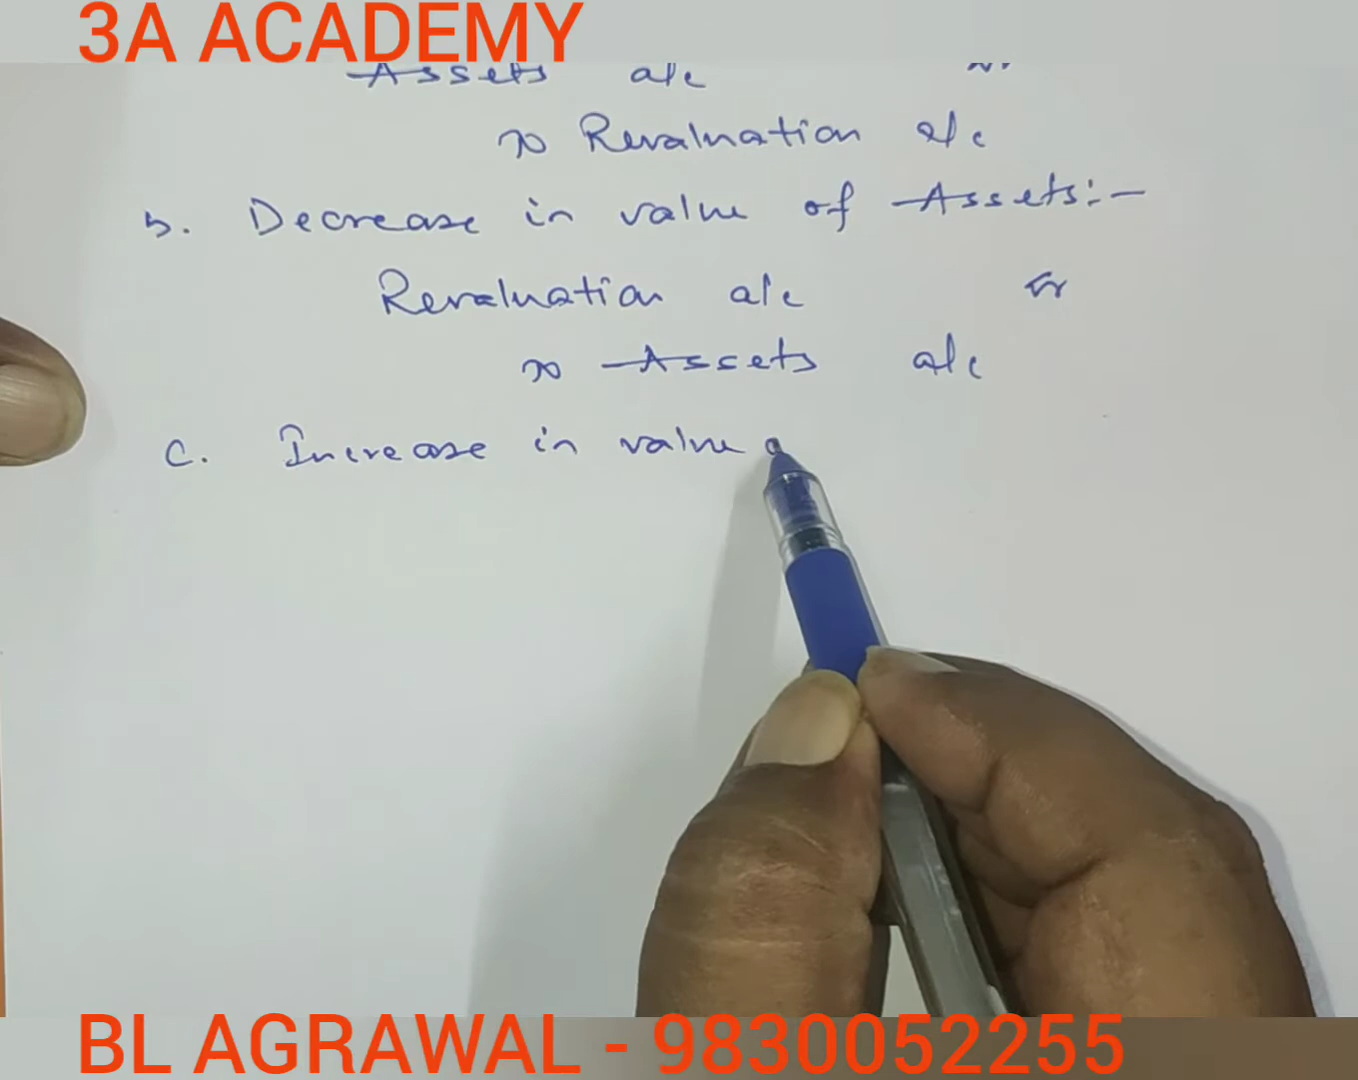 3A ACADEMY
Assets a/c
To Revaluation a/c
b. Decrease in value of Assets:-
Revaluation a/c Dr
To Assets a/c
C. Increase in value o
BL AGRAWAL - 9830052255